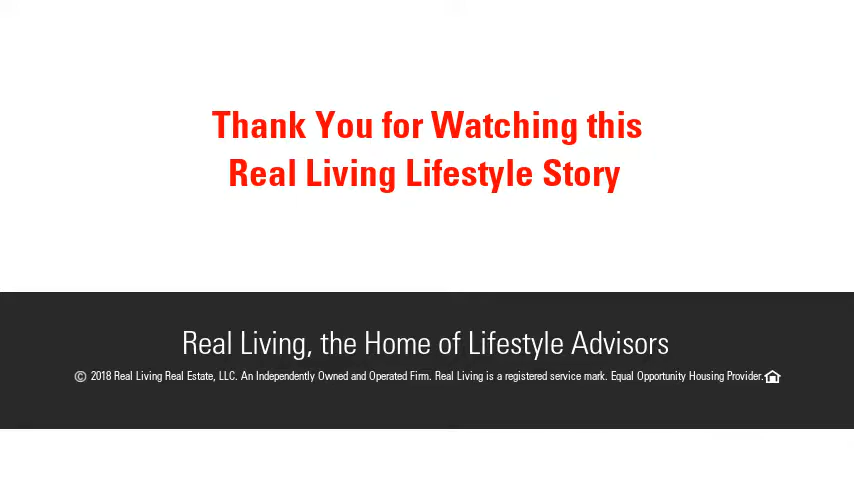 Thank You for Watching this
Real Living Lifestyle Story
Real Living, the Home of Lifestyle Advisors
© 2018 Real Living Real Estate, LLC. An Independently Owned and Operated Firm. Real Living is a registered service mark. Equal Opportunity Housing Provider.